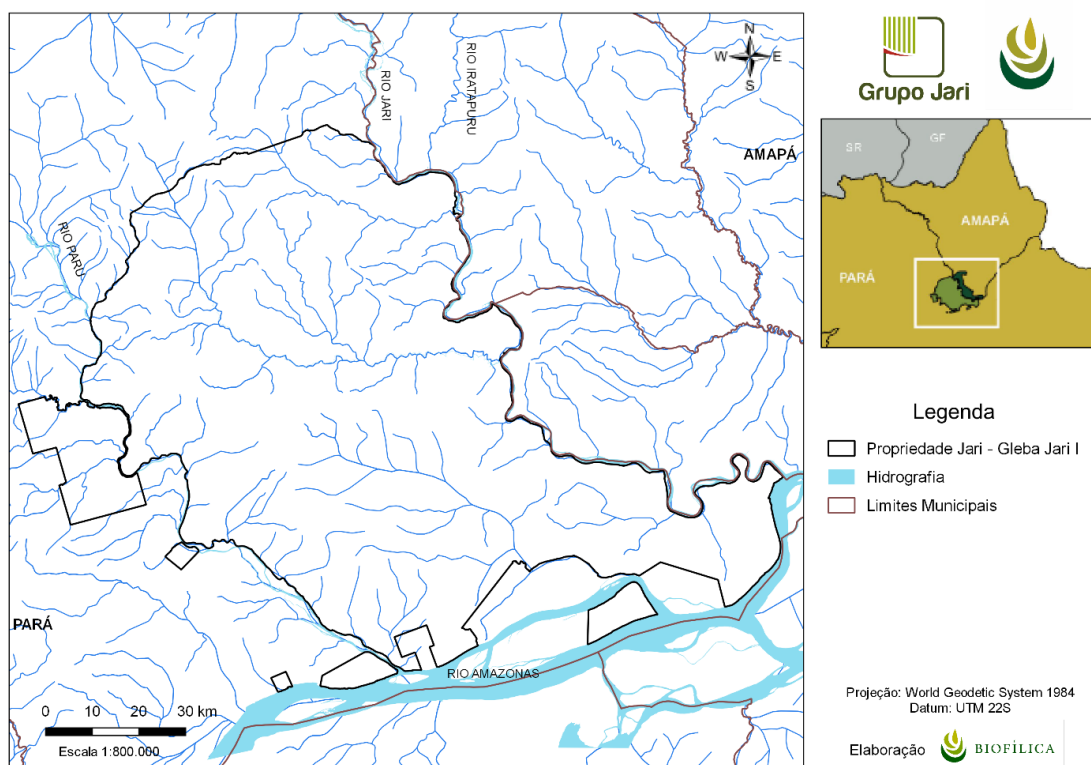 RIO JARI
RIO IRATAPURU
N
W E
S
AMAPÁ
RIO PARU
PARÁ
RIO AMAZONAS
0 10 20 30 km
Escala 1:800.000
Grupo Jari
SR
GF
AMAPÁ
PARÁ
Legenda
Propriedade Jari - Gleba Jari I
Hidrografia
Limites Municipais
Projeção: World Geodetic System 1984
Datum: UTM 22S
Elaboração BIOFÍLICA